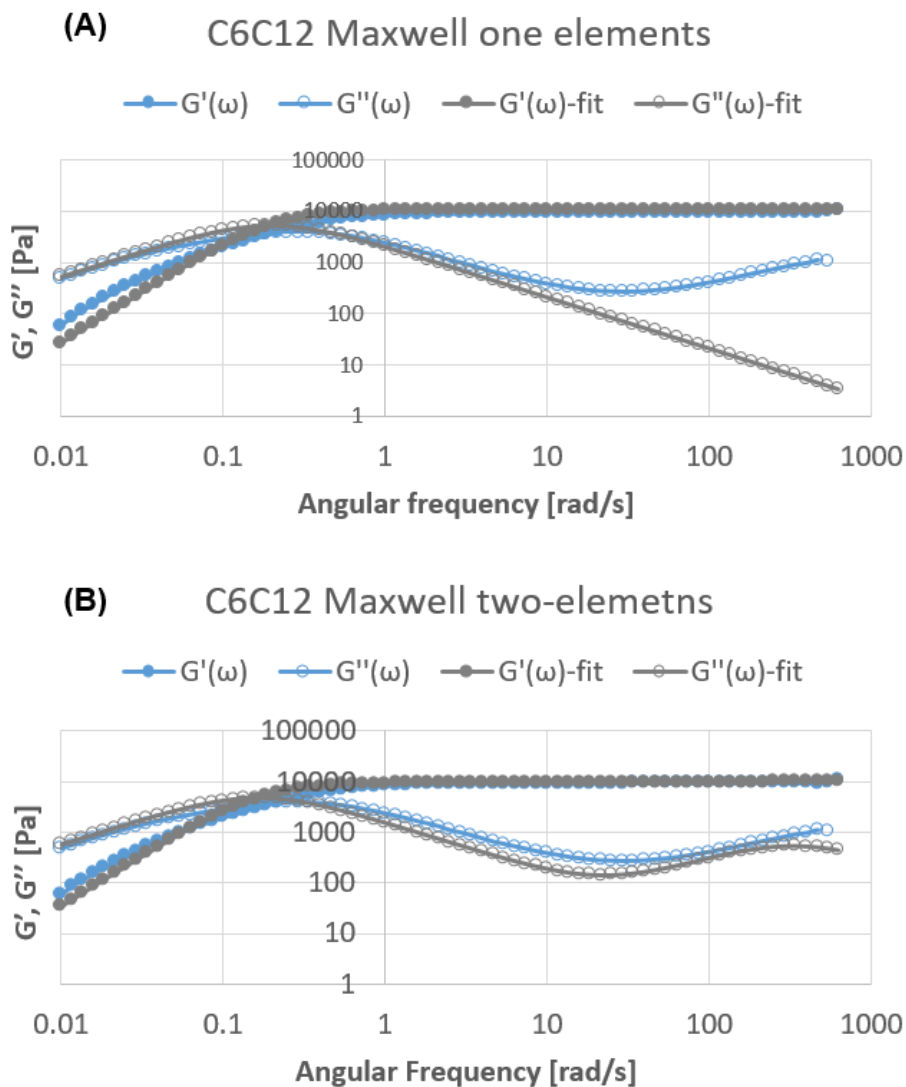 (A) C6C12 Maxwell one elements
G'(ω) G''(ω) G'(ω)-fit G"(ω)-fit
100000
10000
1000
100
10
1
G', G'' [Pa]
0.01 0.1 1 10 100 1000
Angular frequency [rad/s]
(B) C6C12 Maxwell two-elemetns
G'(ω) G''(ω) G'(ω)-fit G''(ω)-fit
100000
10000
1000
100
10
1
G', G'' [Pa]
0.01 0.1 1 10 100 1000
Angular Frequency [rad/s]